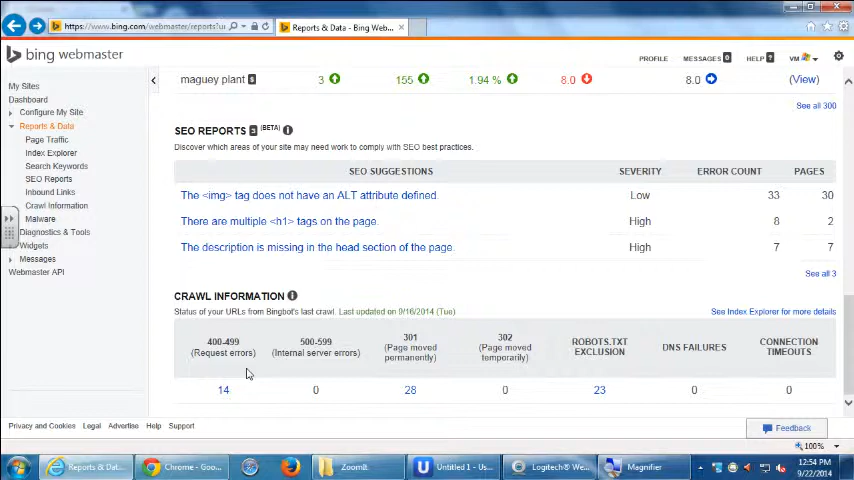 https://www.bing.com/webmaster/reports?ur
Reports & Data - Bing Web...
bing webmaster
PROFILE
MESSAGES 0
HELP ?
VM
My Sites
Dashboard
Configure My Site
Reports & Data
Page Traffic
Index Explorer
Search Keywords
SEO Reports
Inbound Links
Crawl Information
Malware
Diagnostics & Tools
Widgets
Messages
Webmaster API
maguey plant 3 155 1.94 % 8.0 8.0 (View)
See all 300
SEO REPORTS 3 [BETA]
Discover which areas of your site may need work to comply with SEO best practices.
SEO SUGGESTIONS SEVERITY ERROR COUNT PAGES
The <img> tag does not have an ALT attribute defined. Low 33 30
There are multiple <h1> tags on the page. High 8 2
The description is missing in the head section of the page. High 7 7
See all 3
CRAWL INFORMATION
Status of your URLs from Bingbot's last crawl. Last updated on 9/16/2014 (Tue).
See Index Explorer for more details
400-499
(Request errors)
500-599
(Internal server errors)
301
(Page moved
permanently)
302
(Page moved
temporarily)
ROBOTS.TXT
EXCLUSION
DNS FAILURES
CONNECTION
TIMEOUTS
14 0 28 0 23 0 0
Privacy and Cookies Legal Advertise Help Support
Feedback
100%
Reports & Dat...
Chrome - Goo...
ZoomIt
Untitled 1 - Us...
Logitech® We...
Magnifier
12:54 PM
9/22/2014